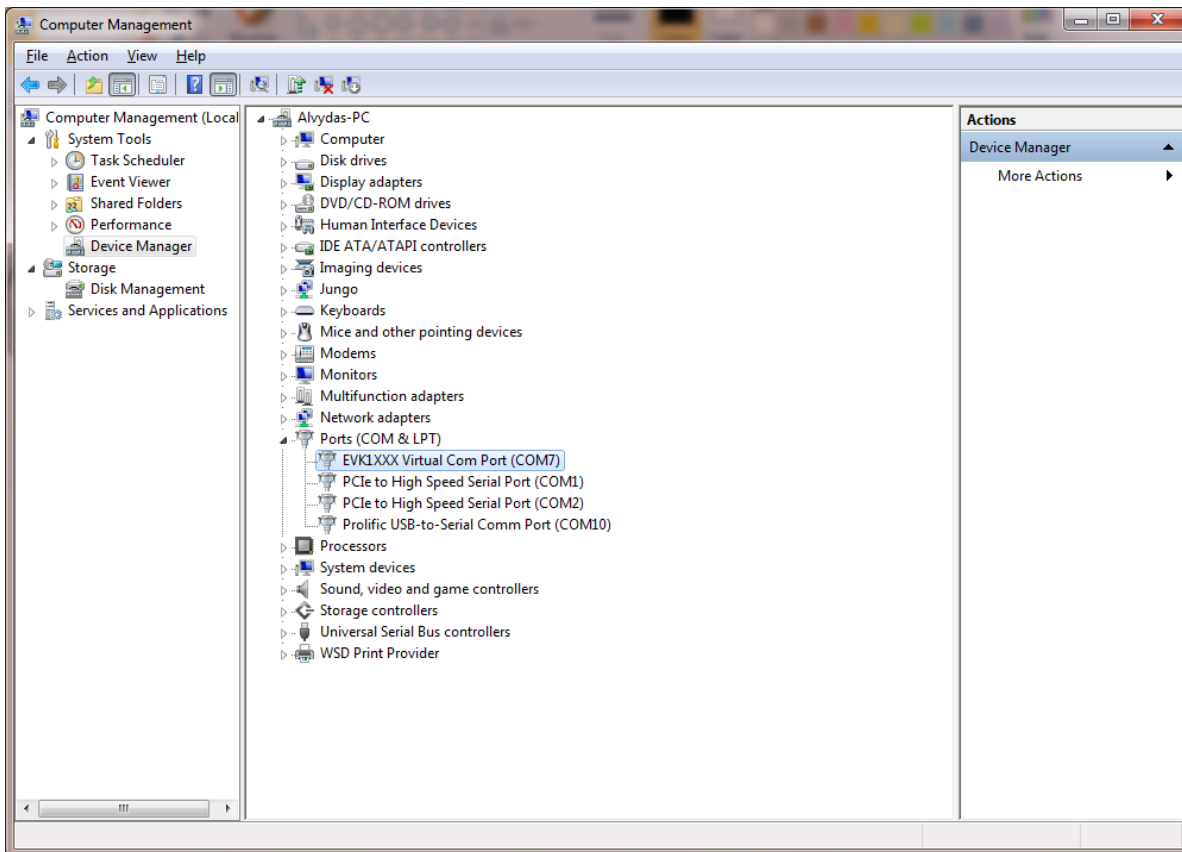 Computer Management
File Action View Help
Computer Management (Local
System Tools
Task Scheduler
Event Viewer
Shared Folders
Performance
Device Manager
Storage
Disk Management
Services and Applications
Alvydas-PC
Computer
Disk drives
Display adapters
DVD/CD-ROM drives
Human Interface Devices
IDE ATA/ATAPI controllers
Imaging devices
Jungo
Keyboards
Mice and other pointing devices
Modems
Monitors
Multifunction adapters
Network adapters
Ports (COM & LPT)
EVK1XXX Virtual Com Port (COM7)
PCIe to High Speed Serial Port (COM1)
PCIe to High Speed Serial Port (COM2)
Prolific USB-to-Serial Comm Port (COM10)
Processors
System devices
Sound, video and game controllers
Storage controllers
Universal Serial Bus controllers
WSD Print Provider
Actions
Device Manager
More Actions